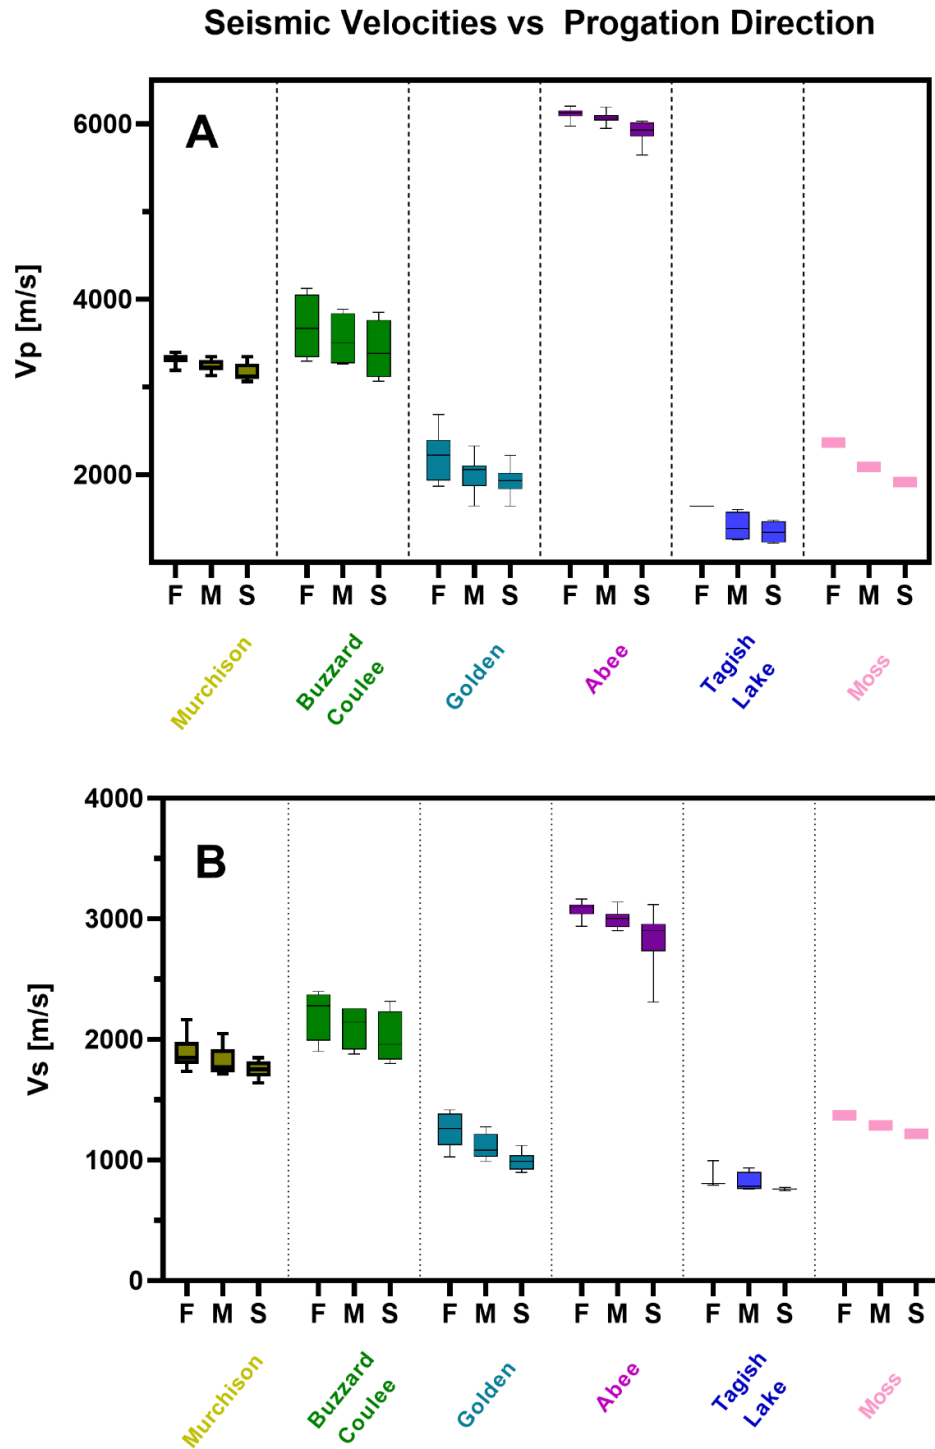 Seismic Velocities vs  Progation Direction
A
Vp [m/s]
6000
4000
2000
F M S F M S F M S F M S F M S F M S
Murchison
Buzzard
Coulee
Golden
Abee
Tagish
Lake
Moss
B
Vs [m/s]
4000
3000
2000
1000
0
F M S F M S F M S F M S F M S F M S
Murchison
Buzzard
Coulee
Golden
Abee
Tagish
Lake
Moss